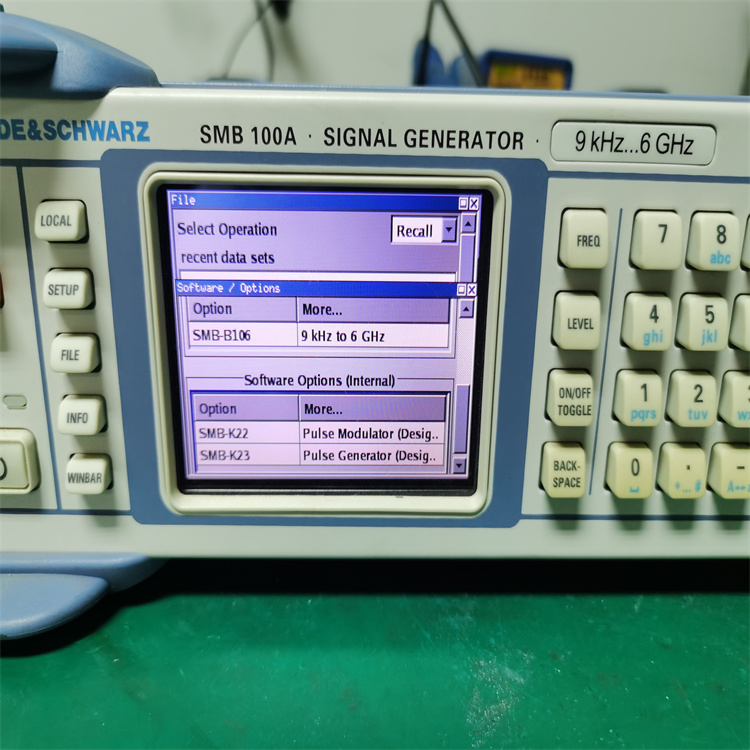 DE&SCHWARZ
SMB 100A · SIGNAL GENERATOR ·
9 kHz...6 GHz
File
Select Operation
Recall
recent data sets
Software / Options
Option More...
SMB-B106 9 kHz to 6 GHz
Software Options (Internal)
Option More...
SMB-K22 Pulse Modulator (Desig..
SMB-K23 Pulse Generator (Desig..
LOCAL
SETUP
FILE
INFO
WINBAR
FREQ
7
8
abc
LEVEL
4
ghi
5
jkl
ON/OFF
TOGGLE
1
pqrs
2
tuv
BACK-
SPACE
0
.
+...#
-